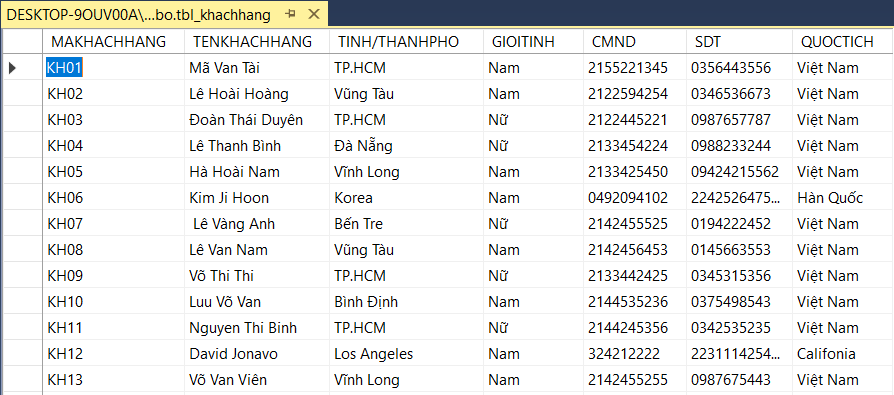 DESKTOP-9OUV00A\...bo.tbl_khachhang
MAKHACHHANG TENKHACHHANG TINH/THANHPHO GIOITINH CMND SDT QUOCTICH
KH01 Mã Van Tài TP.HCM Nam 2155221345 0356443556 Việt Nam
KH02 Lê Hoài Hoàng Vũng Tàu Nam 2122594254 0346536673 Việt Nam
KH03 Đoàn Thái Duyên TP.HCM Nữ 2122445221 0987657787 Việt Nam
KH04 Lê Thanh Bình Đà Nẵng Nữ 2133454224 0988233244 Việt Nam
KH05 Hà Hoài Nam Vĩnh Long Nam 2133425450 09424215562 Việt Nam
KH06 Kim Ji Hoon Korea Nam 0492094102 2242526475... Hàn Quốc
KH07 Lê Vàng Anh Bến Tre Nữ 2142455525 0194222452 Việt Nam
KH08 Lê Van Nam Vũng Tàu Nam 2142456453 0145663553 Việt Nam
KH09 Võ Thi Thi TP.HCM Nữ 2133442425 0345315356 Việt Nam
KH10 Luu Võ Van Bình Định Nam 2144535236 0375498543 Việt Nam
KH11 Nguyen Thi Binh TP.HCM Nữ 2144245356 0342535235 Việt Nam
KH12 David Jonavo Los Angeles Nam 324212222 2231114254... Califonia
KH13 Võ Van Viên Vĩnh Long Nam 2142455255 0987675443 Việt Nam